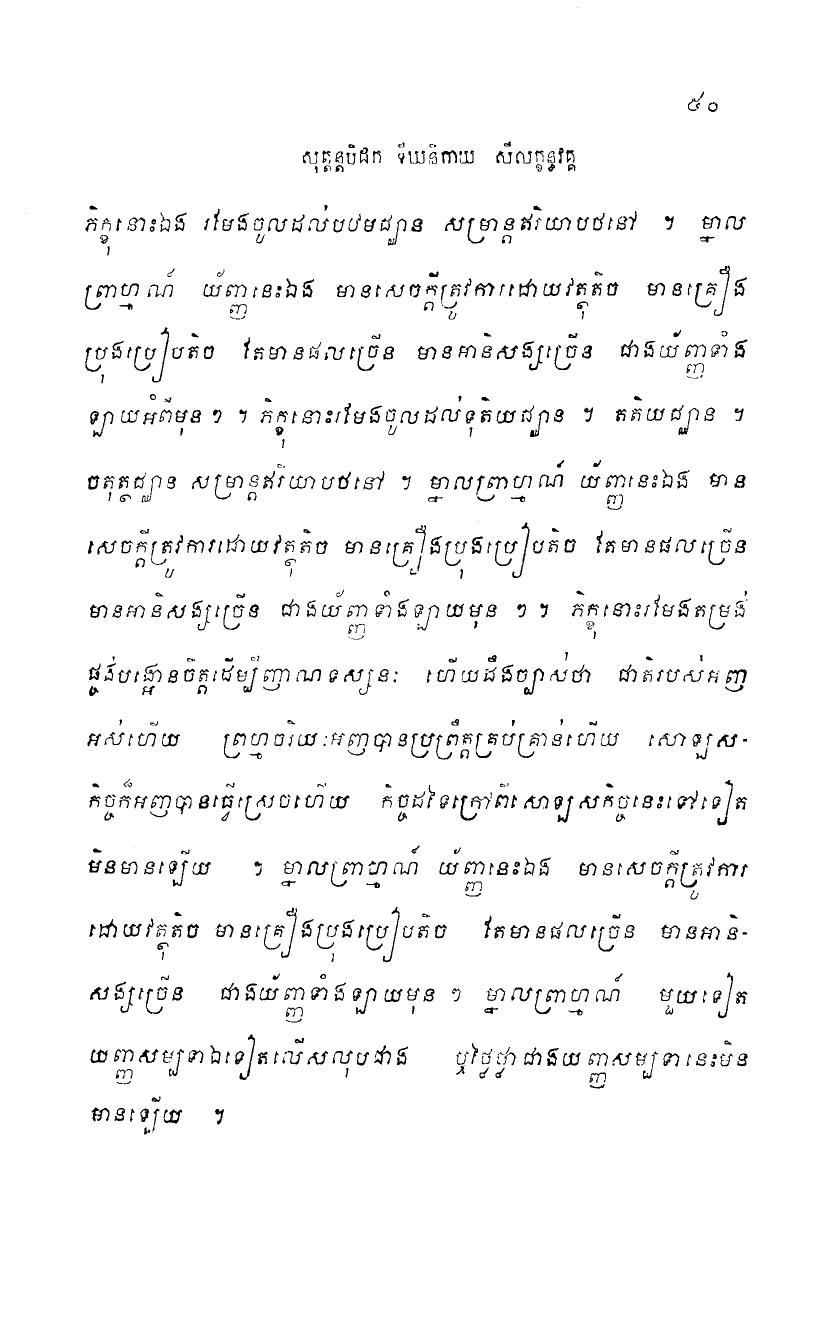 ៥០
សុត្តន្តបិដក ទីឃនិកាយ សីលក្ខន្ធវគ្គ
ភិក្ខុនោះឯង រមែងចូលដល់បឋមជ្ឈាន សម្រាន្តឥរិយាបថនៅ ។ ម្នាល
ព្រាហ្មណ៍ យ័ញ្ញនេះឯង មានសេចក្តីត្រូវការដោយវត្ថុតិច មានគ្រឿង
ប្រុងប្រៀបតិច តែមានផលច្រើន មានអានិសង្សច្រើន ជាងយ័ញ្ញទាំង
ឡាយអំពីមុន ៗ ។ ភិក្ខុនោះរមែងចូលដល់ទុតិយជ្ឈាន ។ តតិយជ្ឈាន ។
ចតុត្ថជ្ឈាន សម្រាន្តឥរិយាបថនៅ ។ ម្នាលព្រាហ្មណ៍ យ័ញ្ញនេះឯង មាន
សេចក្តីត្រូវការដោយវត្ថុតិច មានគ្រឿងប្រុងប្រៀបតិច តែមានផលច្រើន
មានអានិសង្សច្រើន ជាងយ័ញ្ញទាំងឡាយមុន ៗ ។ ភិក្ខុនោះរមែងតម្រង់
ផ្ចង់បង្អោនចិត្តដើម្បីញាណទស្សនៈ ហើយដឹងច្បាស់ថា ជាតិរបស់អញ
អស់ហើយ ព្រហ្មចរិយៈអញបានប្រព្រឹត្តគ្រប់គ្រាន់ហើយ សោឡស-
កិច្ចក៏អញបានធ្វើស្រេចហើយ កិច្ចដទៃក្រៅពីសោឡសកិច្ចនេះទៅទៀត
មិនមានឡើយ ។ ម្នាលព្រាហ្មណ៍ យ័ញ្ញនេះឯង មានសេចក្តីត្រូវការ
ដោយវត្ថុតិច មានគ្រឿងប្រុងប្រៀបតិច តែមានផលច្រើន មានអានិ-
សង្សច្រើន ជាងយ័ញ្ញទាំងឡាយមុន ៗ ម្នាលព្រាហ្មណ៍ មួយទៀត
យញ្ញសម្បទាឯទៀតលើសលុបជាង ឬថ្លៃថ្លាជាងយញ្ញសម្បទានេះមិន
មានឡើយ ។